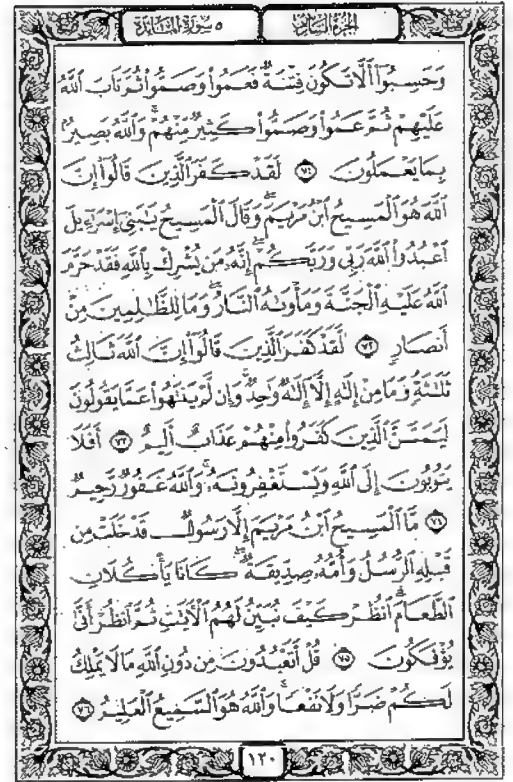 الجزء السادس
٥ سورة المائدة
وَحَسِبُوٓا۟ أَلَّا تَكُونَ فِتْنَةٌ فَعَمُوا۟ وَصَمُّوا۟ ثُمَّ تَابَ ٱللَّهُ
عَلَيْهِمْ ثُمَّ عَمُوا۟ وَصَمُّوا۟ كَثِيرٌ مِّنْهُمْ ۚ وَٱللَّهُ بَصِيرٌۢ
بِمَا يَعْمَلُونَ ٧١ لَقَدْ كَفَرَ ٱلَّذِينَ قَالُوٓا۟ إِنَّ
ٱللَّهَ هُوَ ٱلْمَسِيحُ ٱبْنُ مَرْيَمَ ۖ وَقَالَ ٱلْمَسِيحُ يَٰبَنِىٓ إِسْرَٰٓءِيلَ
ٱعْبُدُوا۟ ٱللَّهَ رَبِّى وَرَبَّكُمْ ۖ إِنَّهُۥ مَن يُشْرِكْ بِٱللَّهِ فَقَدْ حَرَّمَ
ٱللَّهُ عَلَيْهِ ٱلْجَنَّةَ وَمَأْوَىٰهُ ٱلنَّارُ ۖ وَمَا لِلظَّٰلِمِينَ مِنْ
أَنصَارٍ ٧٢ لَّقَدْ كَفَرَ ٱلَّذِينَ قَالُوٓا۟ إِنَّ ٱللَّهَ ثَالِثُ
ثَلَٰثَةٍ ۘ وَمَا مِنْ إِلَٰهٍ إِلَّآ إِلَٰهٌ وَٰحِدٌ ۚ وَإِن لَّمْ يَنتَهُوا۟ عَمَّا يَقُولُونَ
لَيَمَسَّنَّ ٱلَّذِينَ كَفَرُوا۟ مِنْهُمْ عَذَابٌ أَلِيمٌ ٧٣ أَفَلَا
يَتُوبُونَ إِلَى ٱللَّهِ وَيَسْتَغْفِرُونَهُۥ ۚ وَٱللَّهُ غَفُورٌ رَّحِيمٌ
٧٤ مَّا ٱلْمَسِيحُ ٱبْنُ مَرْيَمَ إِلَّا رَسُولٌ قَدْ خَلَتْ مِن
قَبْلِهِ ٱلرُّسُلُ وَأُمُّهُۥ صِدِّيقَةٌ ۖ كَانَا يَأْكُلَانِ
ٱلطَّعَامَ ۗ ٱنظُرْ كَيْفَ نُبَيِّنُ لَهُمُ ٱلْءَايَٰتِ ثُمَّ ٱنظُرْ أَنَّىٰ
يُؤْفَكُونَ ٧٥ قُلْ أَتَعْبُدُونَ مِن دُونِ ٱللَّهِ مَا لَا يَمْلِكُ
لَكُمْ ضَرًّا وَلَا نَفْعًا ۚ وَٱللَّهُ هُوَ ٱلسَّمِيعُ ٱلْعَلِيمُ ٧٦
١٢٠